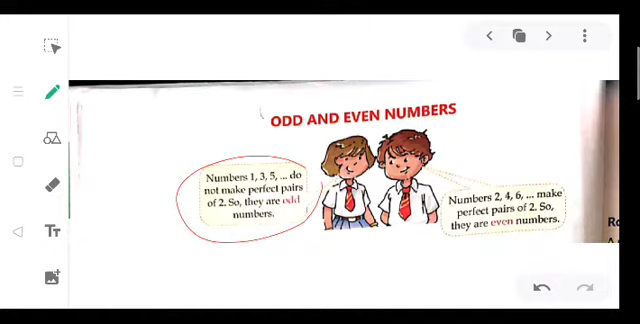 ODD AND EVEN NUMBERS
Numbers 1, 3, 5, ... do
not make perfect pairs
of 2. So, they are odd
numbers.
Numbers 2, 4, 6, ... make
perfect pairs of 2. So,
they are even numbers.
Tт